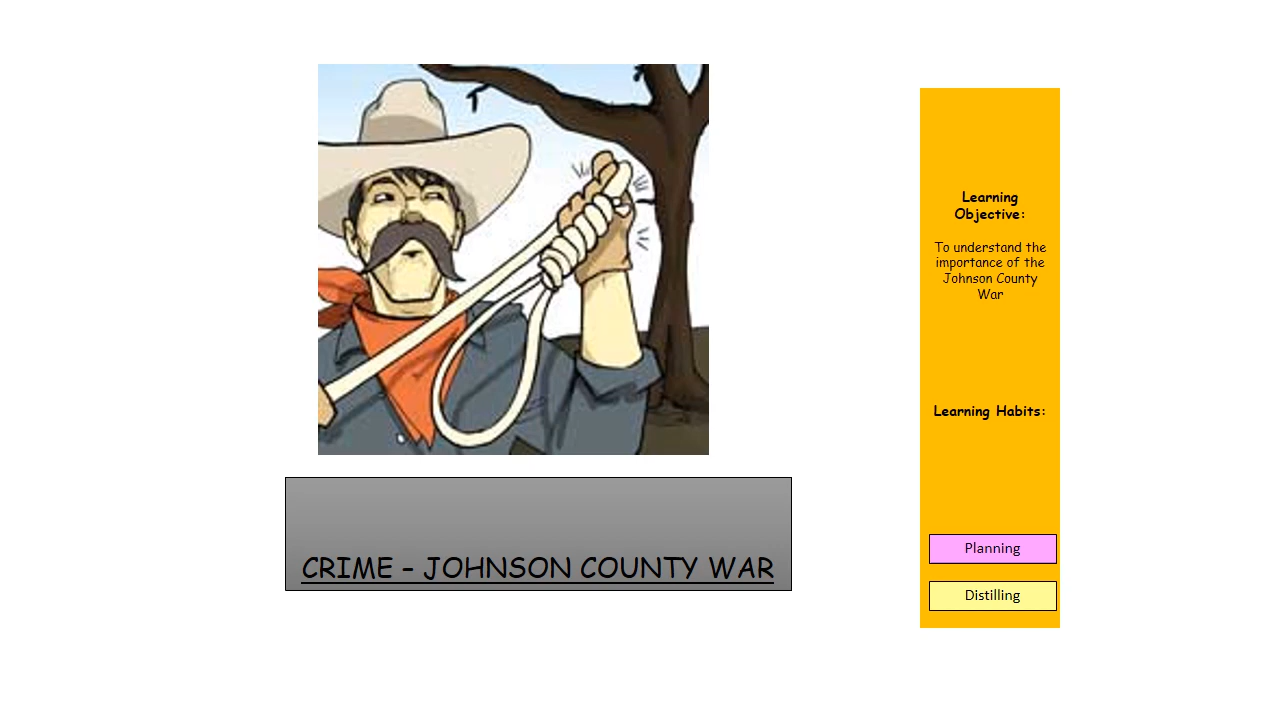 CRIME – JOHNSON COUNTY WAR
Learning
Objective:
To understand the
importance of the
Johnson County
War
Learning Habits:
Planning
Distilling